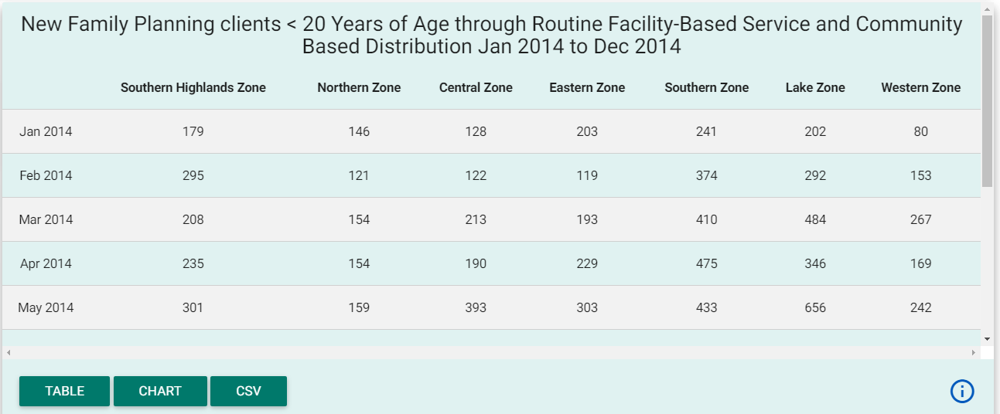 New Family Planning clients < 20 Years of Age through Routine Facility-Based Service and Community
Based Distribution Jan 2014 to Dec 2014
Southern Highlands Zone Northern Zone Central Zone Eastern Zone Southern Zone Lake Zone Western Zone
Jan 2014 179 146 128 203 241 202 80
Feb 2014 295 121 122 119 374 292 153
Mar 2014 208 154 213 193 410 484 267
Apr 2014 235 154 190 229 475 346 169
May 2014 301 159 393 303 433 656 242
TABLE CHART CSV